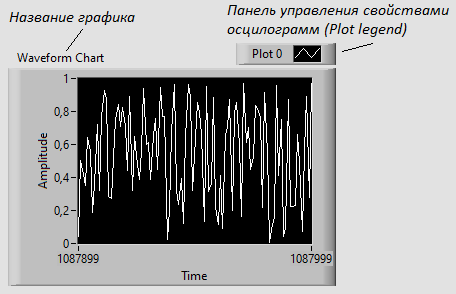 Название графика
Панель управления свойствами
осцилограмм (Plot legend)
Waveform Chart
Plot 0
1
0,8
0,6
0,4
0,2
0
Amplitude
1087899
1087999
Time